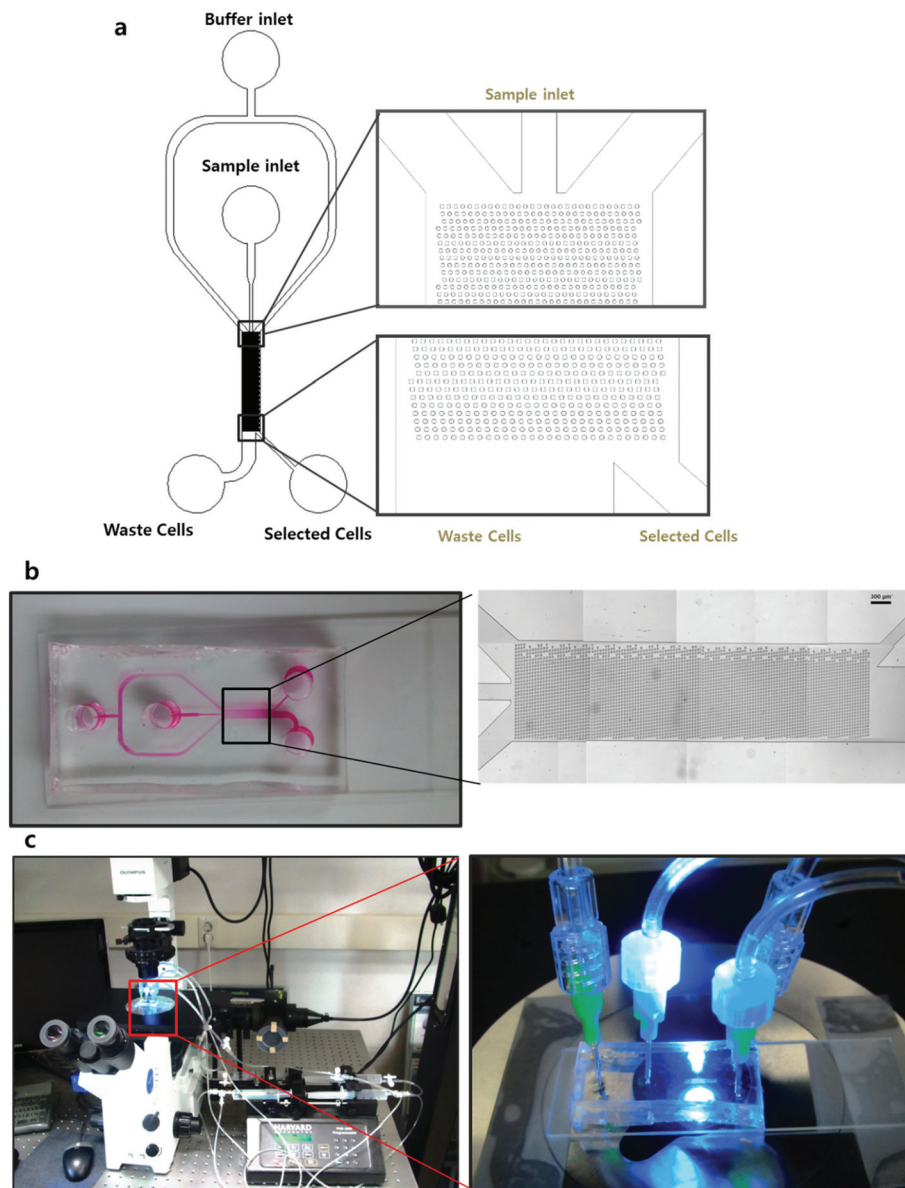 a
Buffer inlet
Sample inlet
Sample inlet
Waste Cells
Selected Cells
Waste Cells
Selected Cells
b
300 µm
c
OLYMPUS
HARVARD